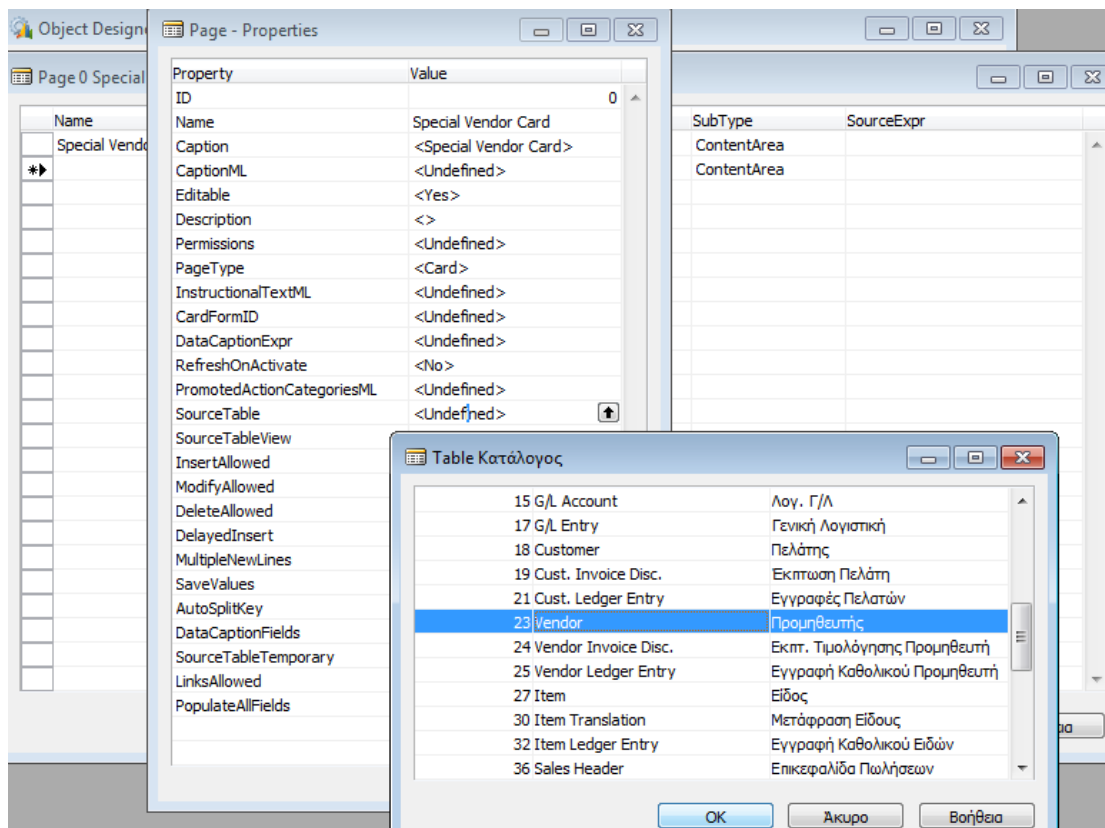 Object Design
Page - Properties
Page 0 Special
Property Value
ID 0
Name Special Vendor Card
Caption <Special Vendor Card>
CaptionML <Undefined>
Editable <Yes>
Description <>
Permissions <Undefined>
PageType <Card>
InstructionalTextML <Undefined>
CardFormID <Undefined>
DataCaptionExpr <Undefined>
RefreshOnActivate <No>
PromotedActionCategoriesML <Undefined>
SourceTable <Undefined>
SourceTableView
InsertAllowed
ModifyAllowed
DeleteAllowed
DelayedInsert
MultipleNewLines
SaveValues
AutoSplitKey
DataCaptionFields
SourceTableTemporary
LinksAllowed
PopulateAllFields
Name
Special Vend
SubType SourceExpr
ContentArea
ContentArea
Table Κατάλογος
15 G/L Account Λογ. Γ/Λ
17 G/L Entry Γενική Λογιστική
18 Customer Πελάτης
19 Cust. Invoice Disc. Έκπτωση Πελάτη
21 Cust. Ledger Entry Εγγραφές Πελατών
23 Vendor Προμηθευτής
24 Vendor Invoice Disc. Εκπτ. Τιμολόγησης Προμηθευτή
25 Vendor Ledger Entry Εγγραφή Καθολικού Προμηθευτή
27 Item Είδος
30 Item Translation Μετάφραση Είδους
32 Item Ledger Entry Εγγραφή Καθολικού Ειδών
36 Sales Header Επικεφαλίδα Πωλήσεων
OK Άκυρο Βοήθεια